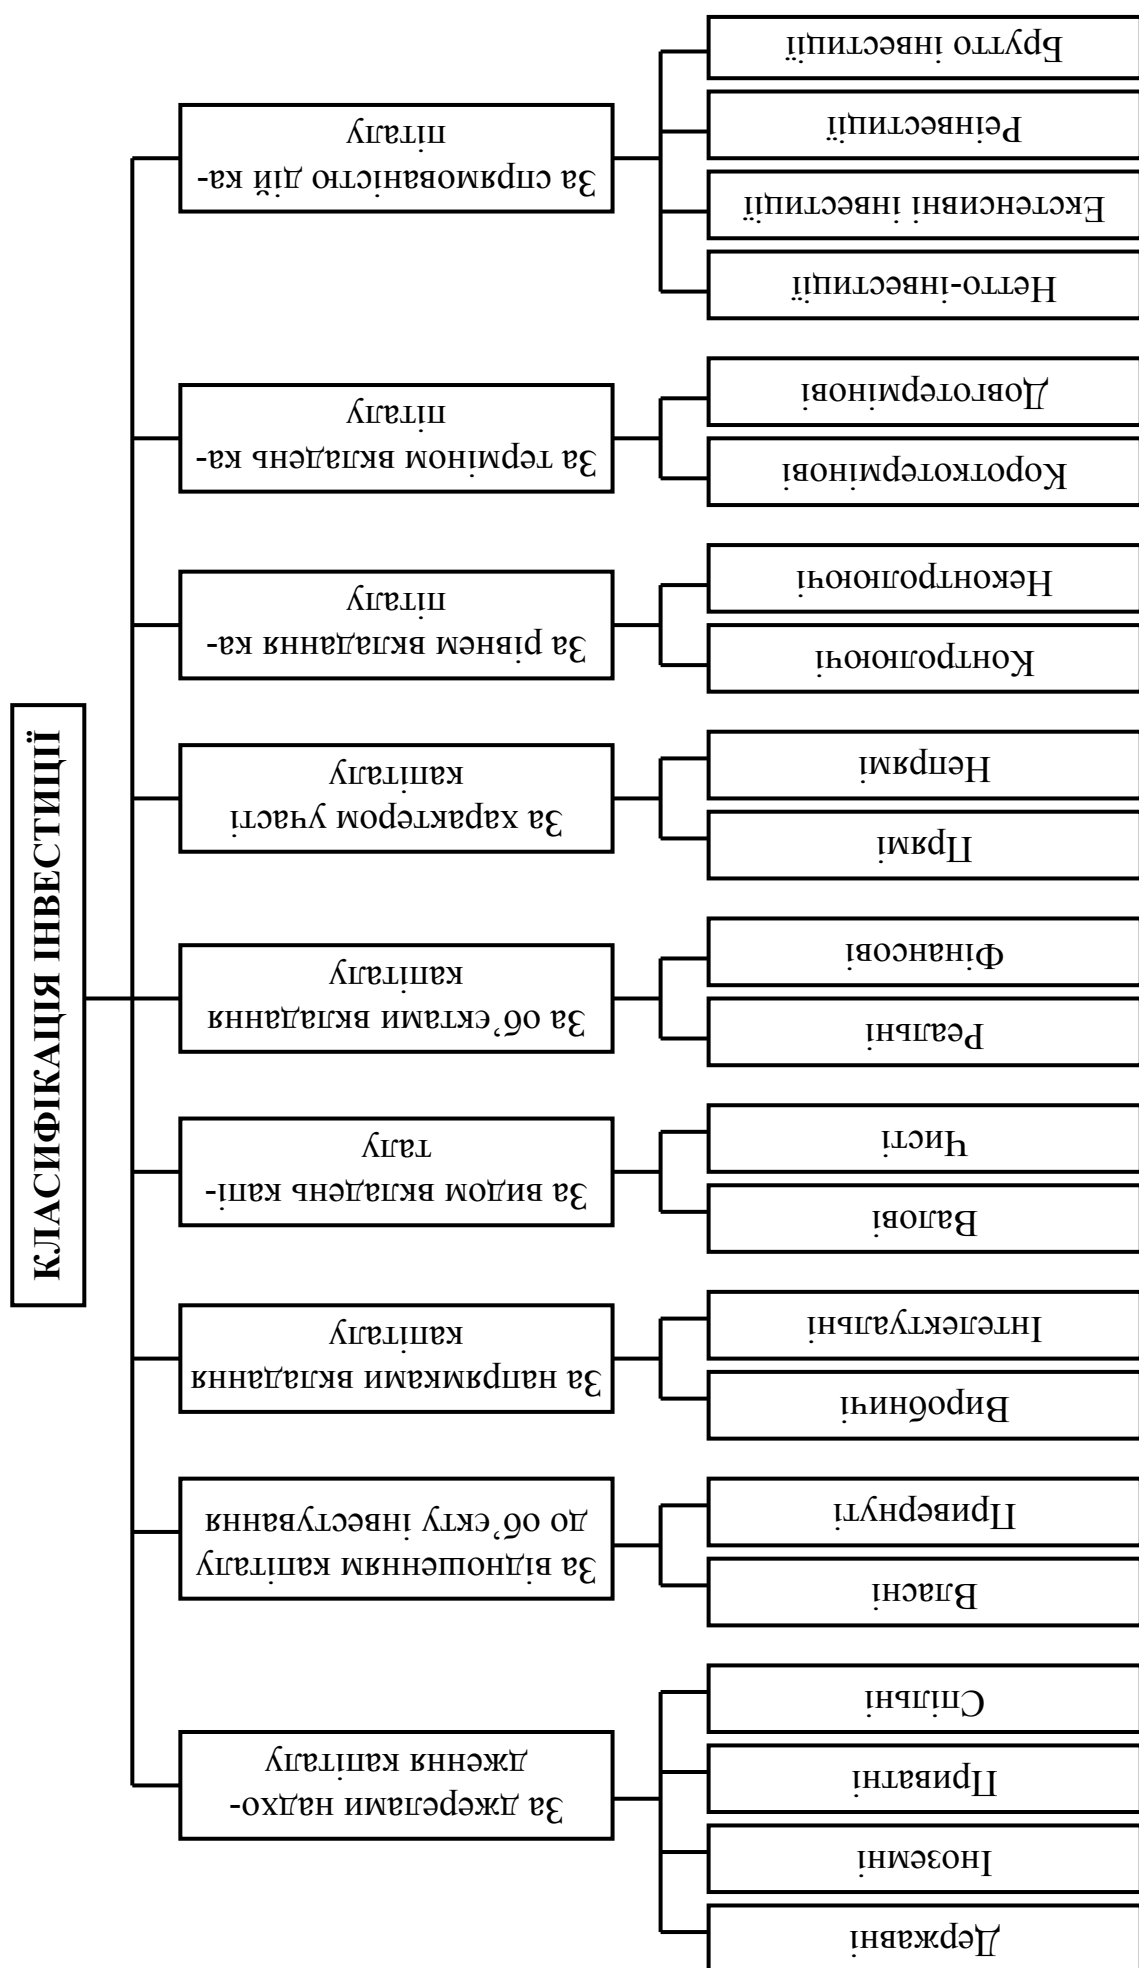 КЛАСИФІКАЦІЯ ІНВЕСТИЦІЇ
За джерелами надхо-
дження капіталу
Державні
Іноземні
Приватні
Спільні
За відношенням капіталу
до об’єкту інвестування
Власні
Привернуті
За напрямками вкладання
капіталу
Виробничі
Інтелектуальні
За видом вкладень капі-
талу
Валові
Чисті
За об’єктами вкладання
капіталу
Реальні
Фінансові
За характером участі
капіталу
Прямі
Непрямі
За рівнем вкладання ка-
піталу
Контролюючі
Неконтролюючі
За терміном вкладень ка-
піталу
Короткотермінові
Довготермінові
За спрямованістю дій ка-
піталу
Нетто-інвестиції
Екстенсивні інвестиції
Реінвестиції
Брутто інвестиції